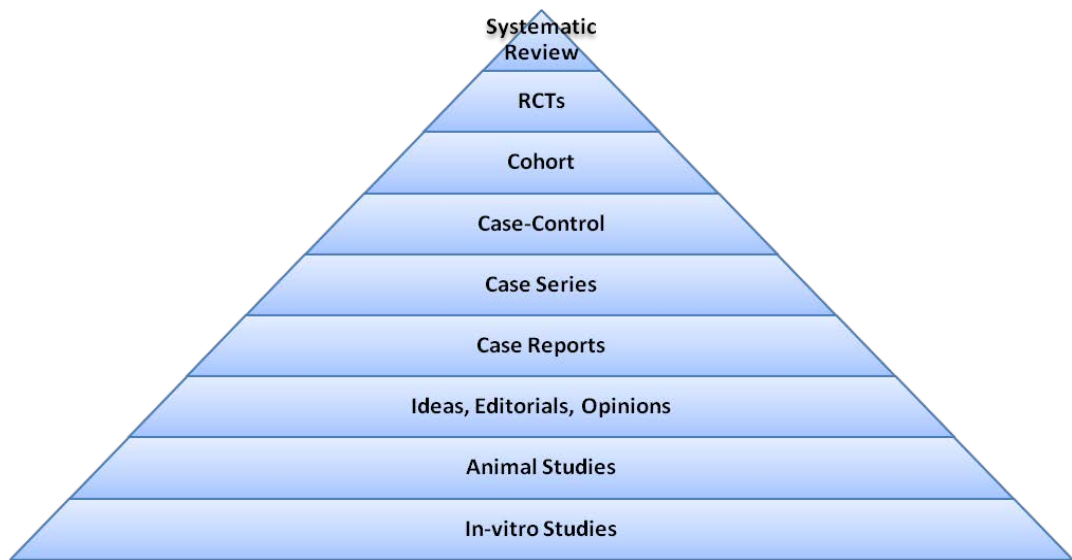 Systematic
Review
RCTs
Cohort
Case-Control
Case Series
Case Reports
Ideas, Editorials, Opinions
Animal Studies
In-vitro Studies